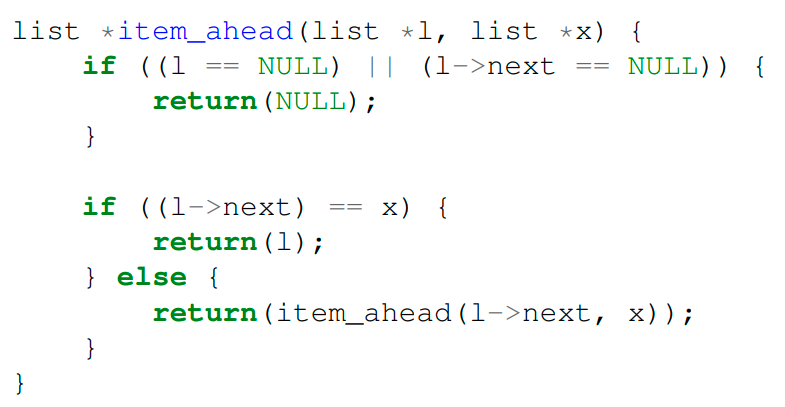 list *item_ahead(list *l, list *x) {
    if ((l == NULL) || (l->next == NULL)) {
        return(NULL);
    }

    if ((l->next) == x) {
        return(l);
    } else {
        return(item_ahead(l->next, x));
    }
}